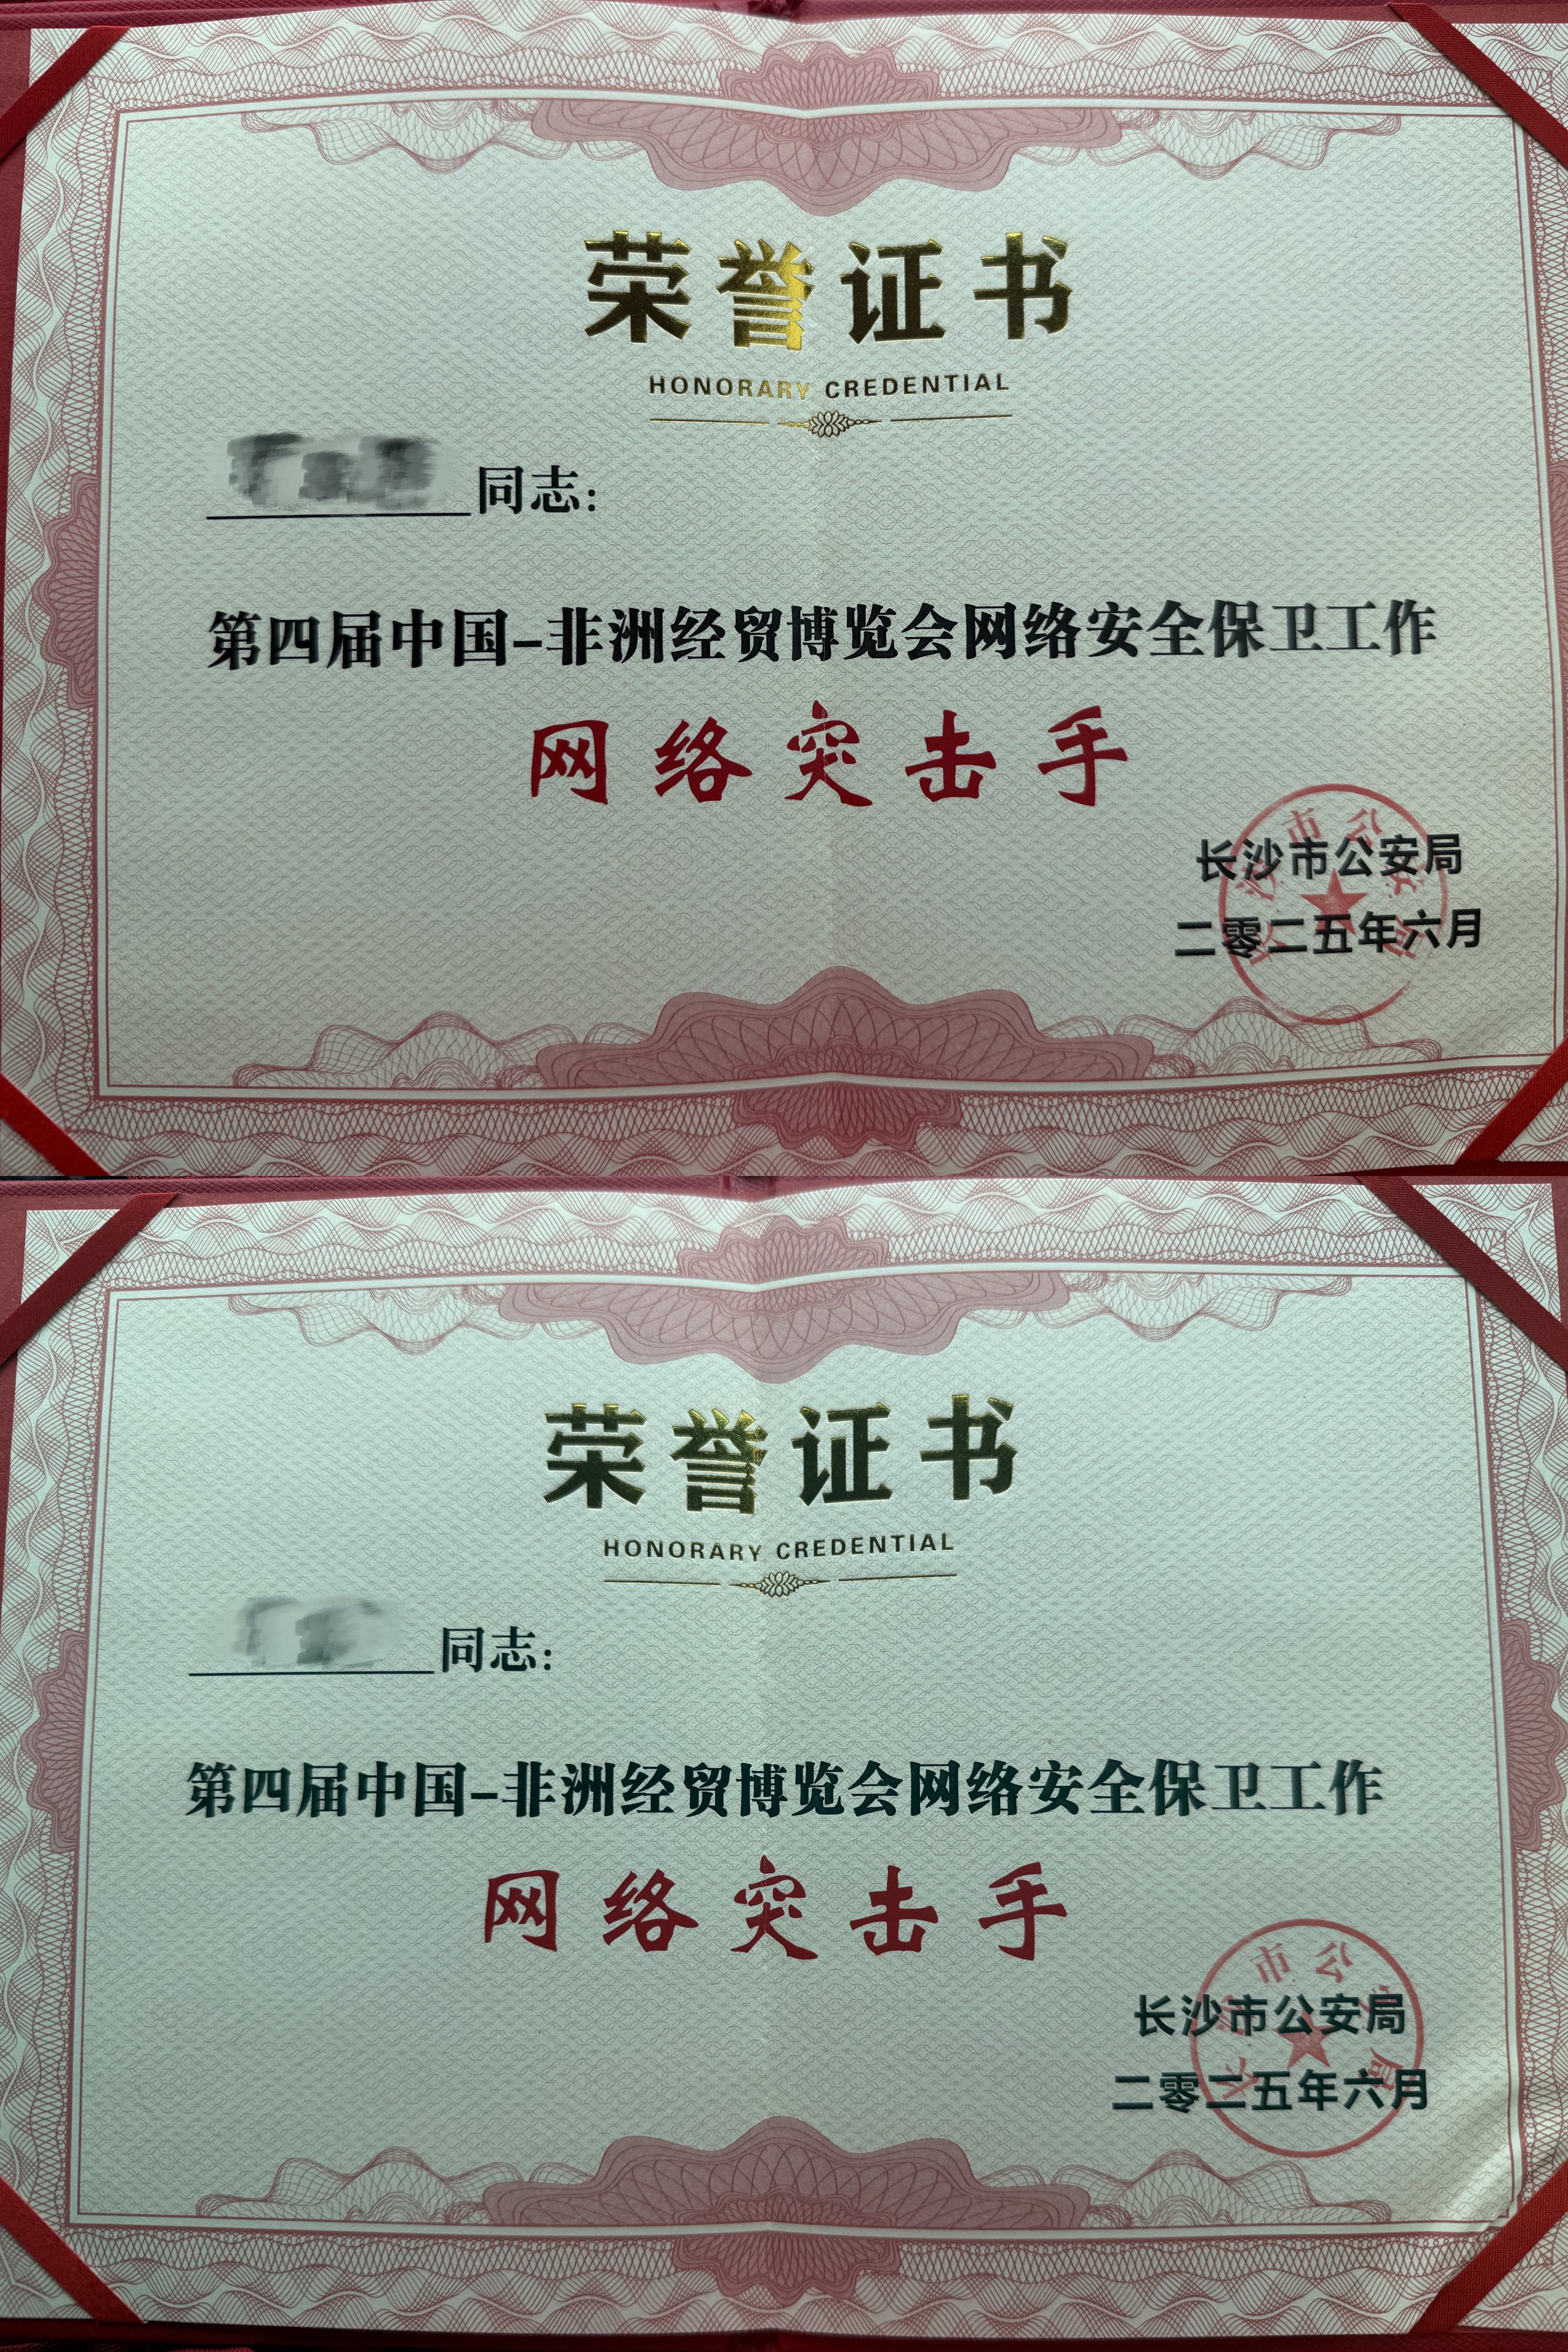 荣誉证书
HONORARY CREDENTIAL
同志:
第四届中国-非洲经贸博览会网络安全保卫工作
网络突击手
长沙市公安局
二零二五年六月
荣誉证书
HONORARY CREDENTIAL
同志:
第四届中国-非洲经贸博览会网络安全保卫工作
网络突击手
长沙市公安局
二零二五年六月